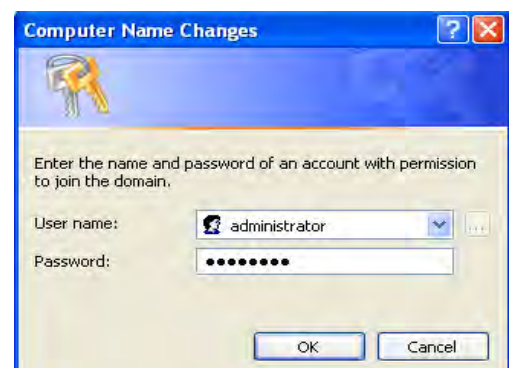 Computer Name Changes
Enter the name and password of an account with permission
to join the domain.
User name: administrator
Password: ●●●●●●●●
OK Cancel